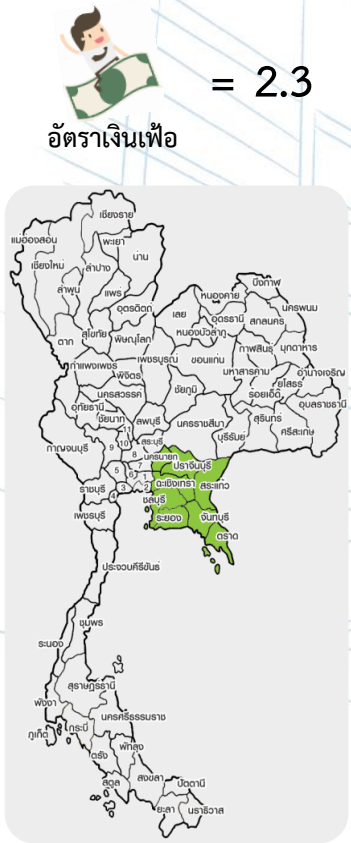 = 2.3
อัตราเงินเฟ้อ
เชียงราย
แม่ฮองสอน
พะเยา
น่าน
เชียงใหม่
ลำปาง
ลำพูน
แพร่
อุตรดิตถ์
ตาก
สุโขทัย
พิษณุโลก
กำแพงเพชร
พิจิตร
เพชรบูรณ์
เลย
หนองคาย
บึงกาฬ
นครพนม
อุดรธานี
สกลนคร
หนองบัวลำภู
ขอนแก่น
กาฬสินธุ์
มุกดาหาร
มหาสารคาม
อำนาจเจริญ
ยโสธร
ร้อยเอ็ด
อุบลราชธานี
ชัยภูมิ
นครสวรรค์
อุทัยธานี
ชัยนาท
ลพบุรี
นครราชสีมา
บุรีรัมย์
สุรินทร์
ศรีสะเกษ
กาญจนบุรี
11
10
9
สระบุรี
8
นครนายก
7
6
5
1
2
3
4
ปราจีนบุรี
ฉะเชิงเทรา
สระแก้ว
ราชบุรี
ชลบุรี
ระยอง
จันทบุรี
ตราด
เพชรบุรี
ประจวบคีรีขันธ์
ชุมพร
ระนอง
สุราษฎร์ธานี
พังงา
นครศรีธรรมราช
ภูเก็ต
กระบี่
ตรัง
พัทลุง
สตูล
สงขลา
ปัตตานี
ยะลา
นราธิวาส